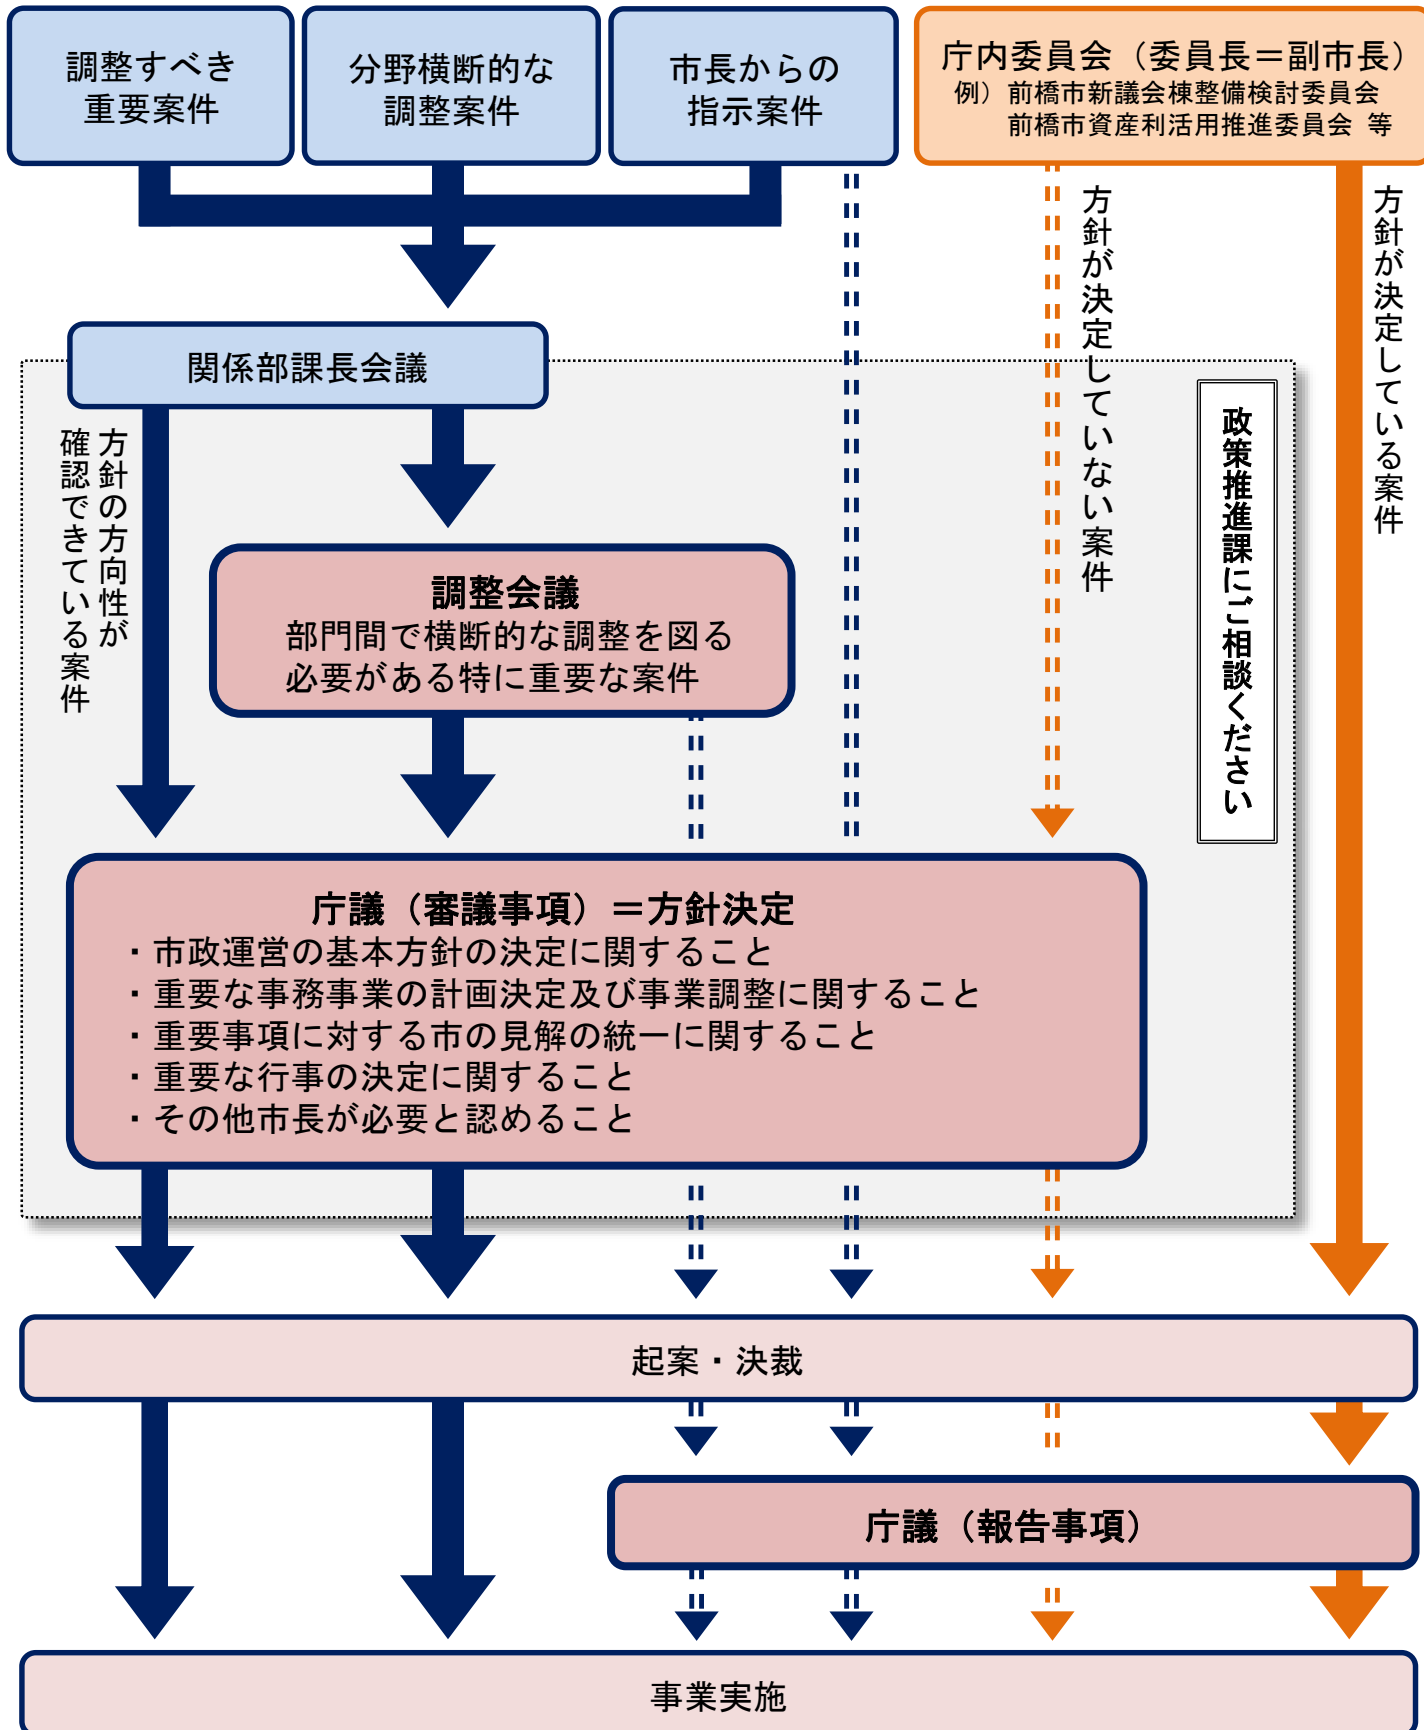 調整すべき
重要案件
分野横断的な
調整案件
市長からの
指示案件
庁内委員会（委員長＝副市長）
例）前橋市新議会棟整備検討委員会
前橋市資産利活用推進委員会 等
方針が決定していない案件
方針が決定している案件
関係部課長会議
方針の方向性が
確認できている案件
政策推進課にご相談ください
調整会議
部門間で横断的な調整を図る
必要がある特に重要な案件
庁議（審議事項）＝方針決定
・市政運営の基本方針の決定に関すること
・重要な事務事業の計画決定及び事業調整に関すること
・重要事項に対する市の見解の統一に関すること
・重要な行事の決定に関すること
・その他市長が必要と認めること
起案・決裁
庁議（報告事項）
事業実施